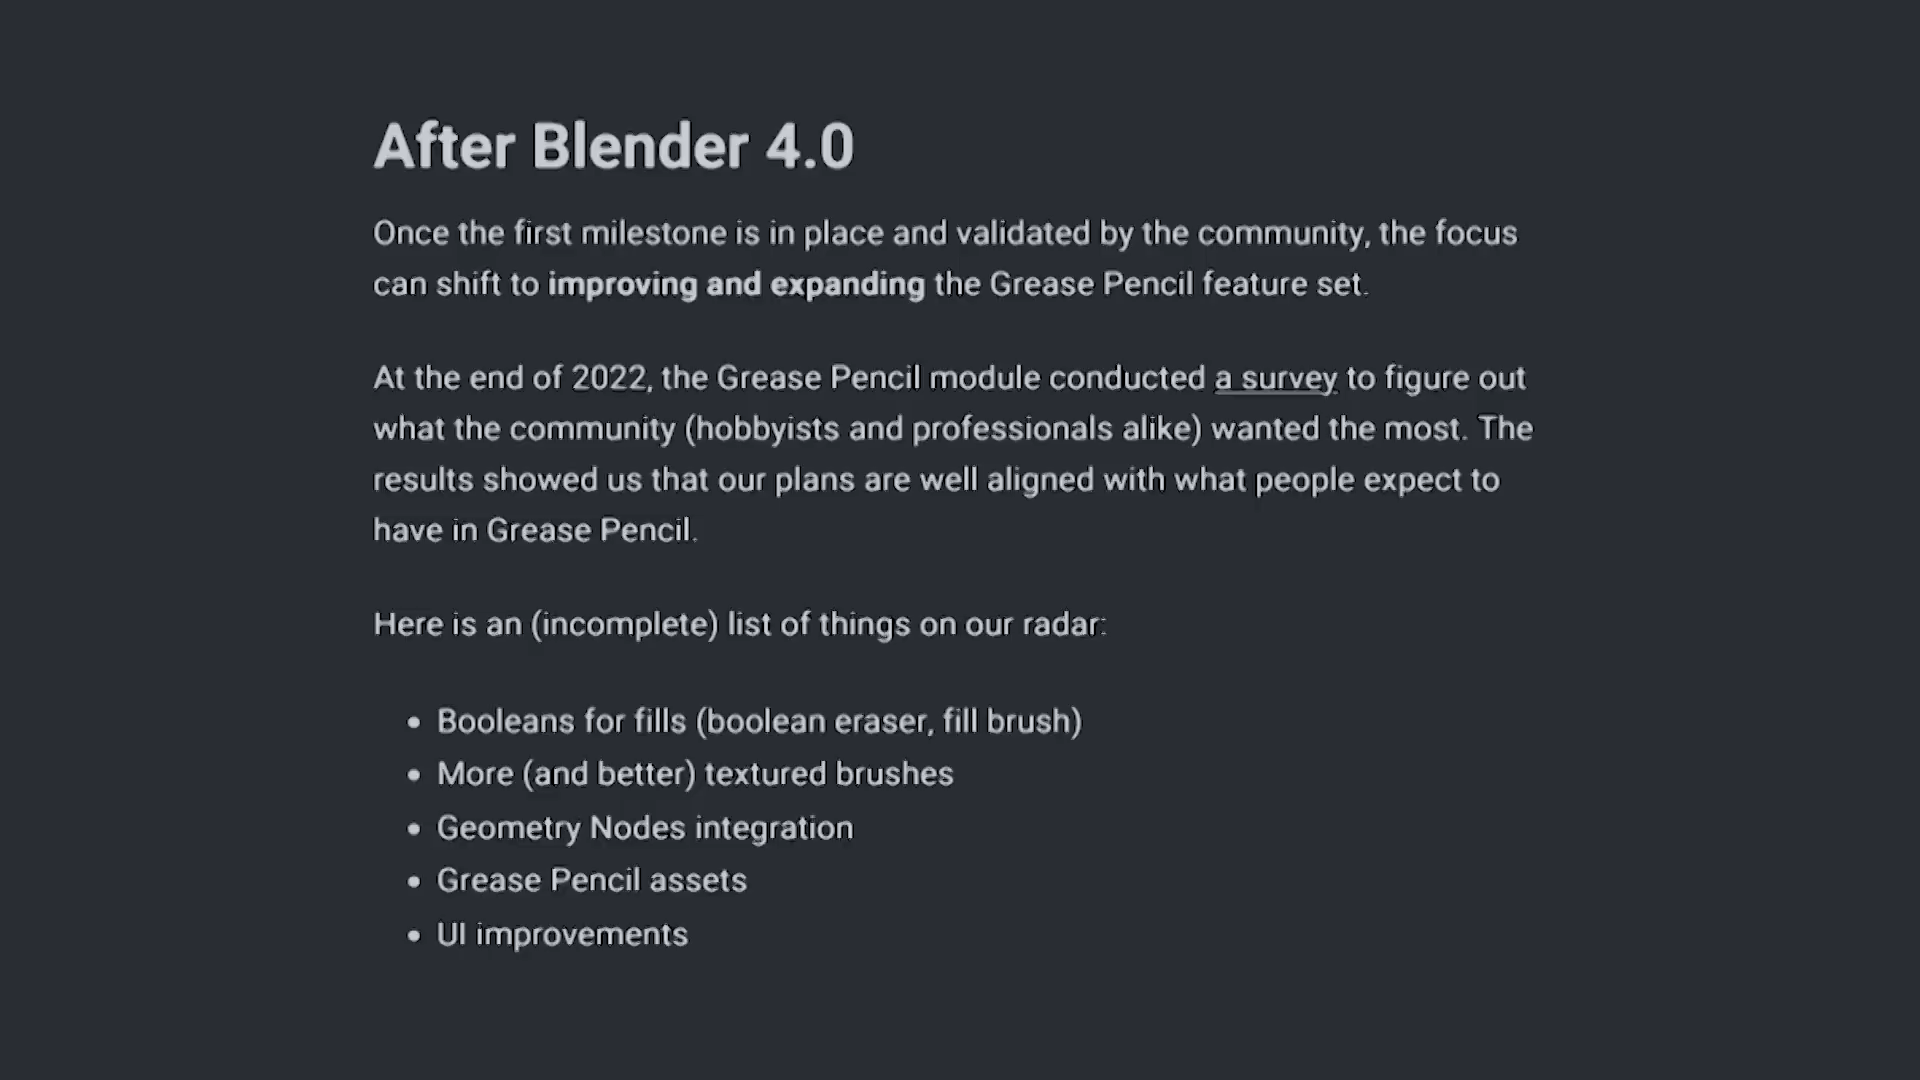 After Blender 4.0
Once the first milestone is in place and validated by the community, the focus
can shift to improving and expanding the Grease Pencil feature set.
At the end of 2022, the Grease Pencil module conducted a survey to figure out
what the community (hobbyists and professionals alike) wanted the most. The
results showed us that our plans are well aligned with what people expect to
have in Grease Pencil.
Here is an (incomplete) list of things on our radar:
• Booleans for fills (boolean eraser, fill brush)
• More (and better) textured brushes
• Geometry Nodes integration
• Grease Pencil assets
• UI improvements